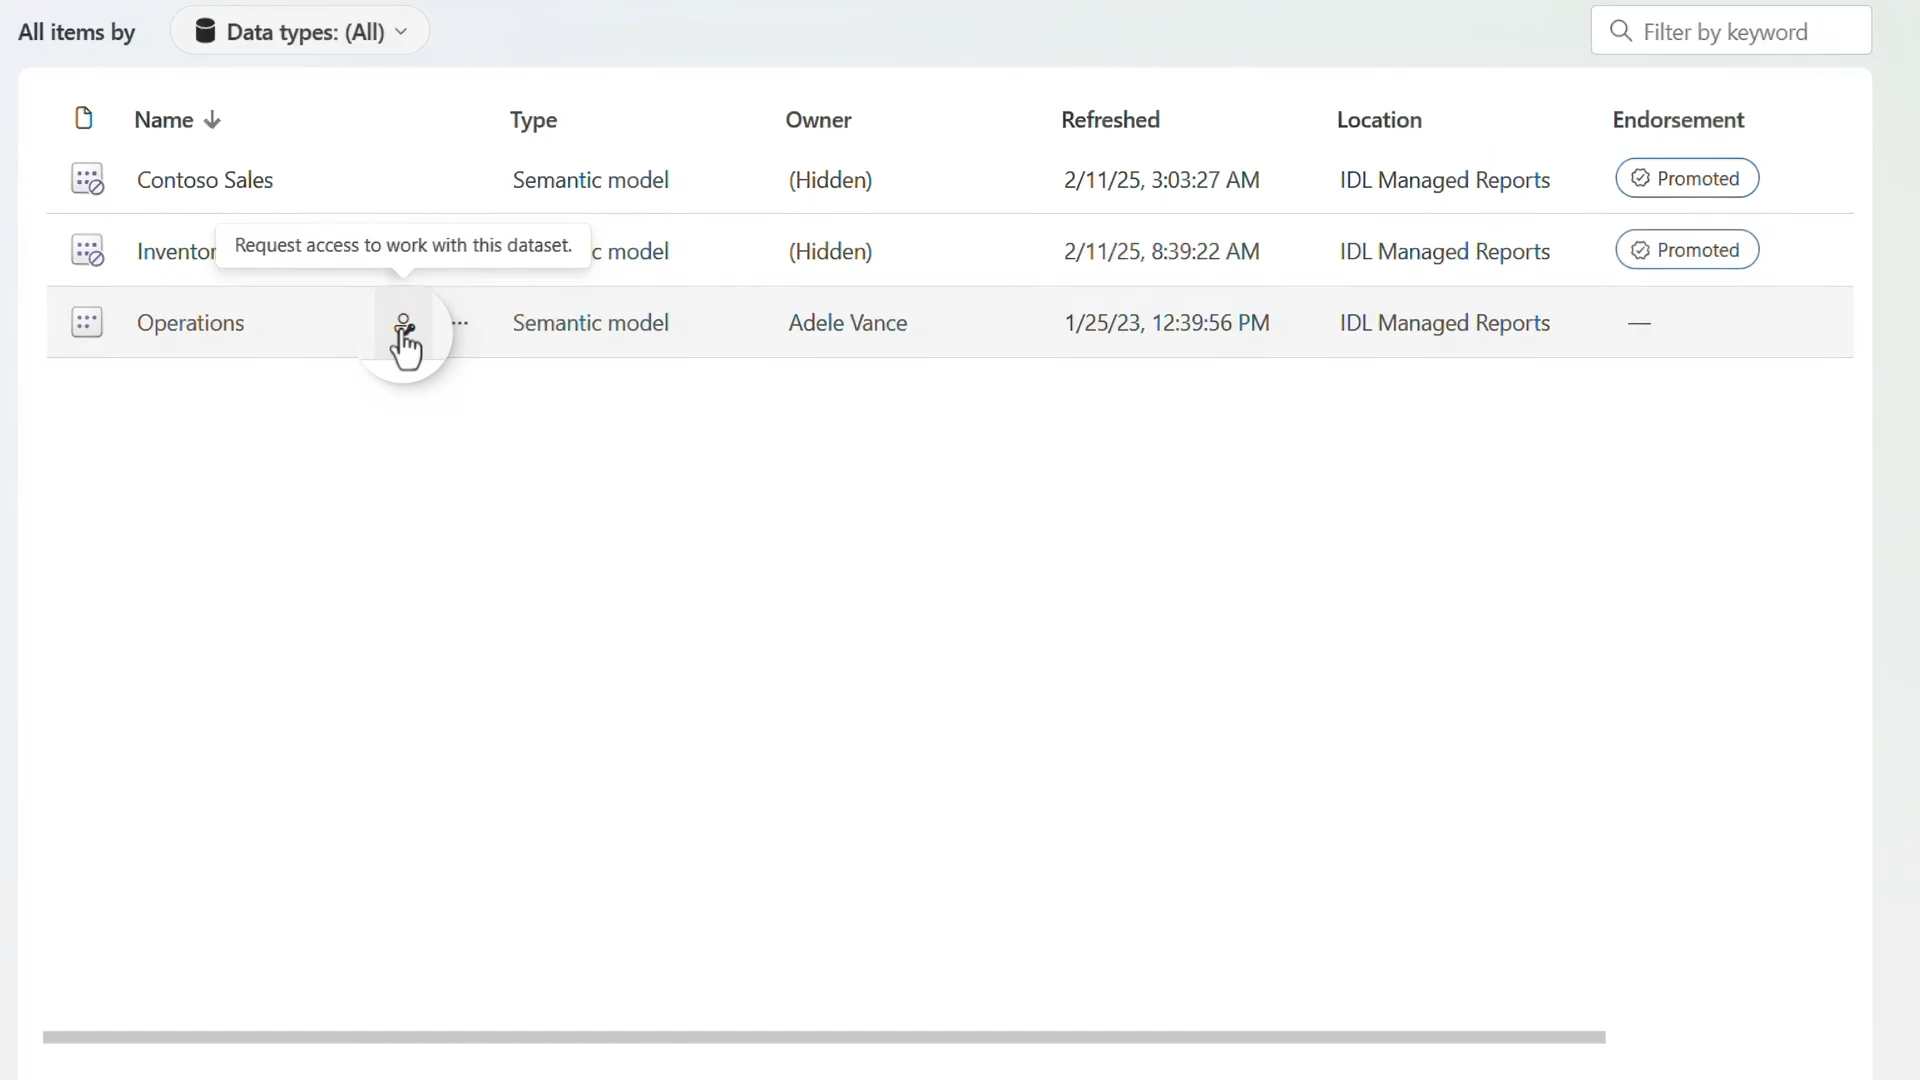 All items by Data types: (All) Filter by keyword
Name Type Owner Refreshed Location Endorsement
Contoso Sales Semantic model (Hidden) 2/11/25, 3:03:27 AM IDL Managed Reports Promoted
Request access to work with this dataset.
model (Hidden) 2/11/25, 8:39:22 AM IDL Managed Reports Promoted
Operations ... Semantic model Adele Vance 1/25/23, 12:39:56 PM IDL Managed Reports —